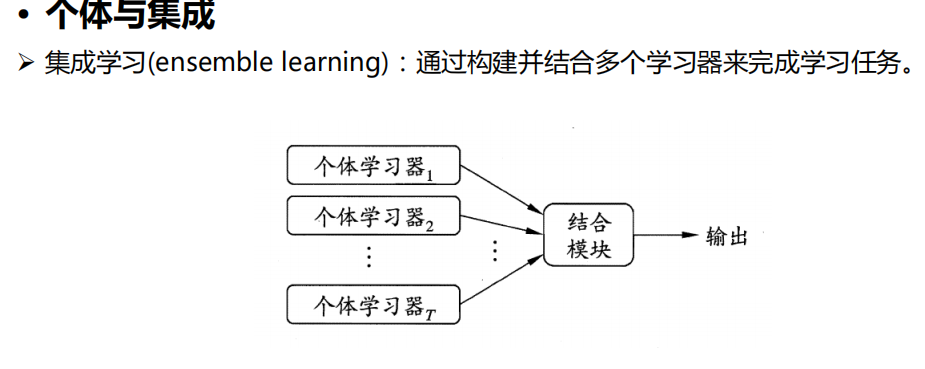 • 个体与集成
➢ 集成学习(ensemble learning)：通过构建并结合多个学习器来完成学习任务。
个体学习器1
个体学习器2
⋮
⋮
个体学习器T
结合
模块
输出